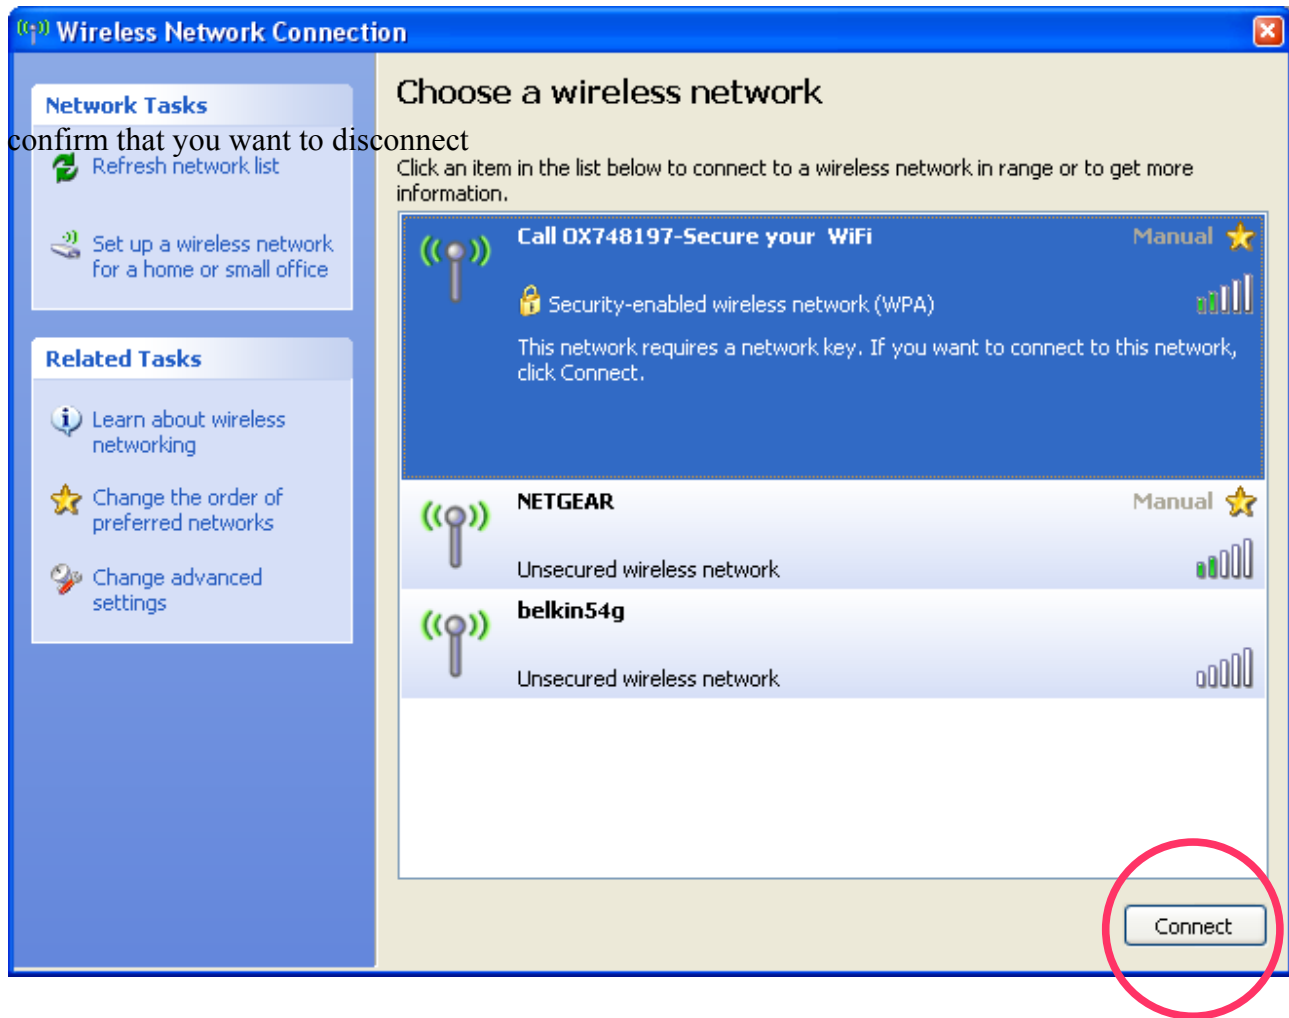 Wireless Network Connection
Network Tasks
confirm that you want to disconnect
Refresh network list
Set up a wireless network
for a home or small office
Related Tasks
Learn about wireless
networking
Change the order of
preferred networks
Change advanced
settings
Choose a wireless network
Click an item in the list below to connect to a wireless network in range or to get more
information.
Call OX748197-Secure your WiFi Manual
Security-enabled wireless network (WPA)
This network requires a network key. If you want to connect to this network,
click Connect.
NETGEAR Manual
Unsecured wireless network
belkin54g
Unsecured wireless network
Connect